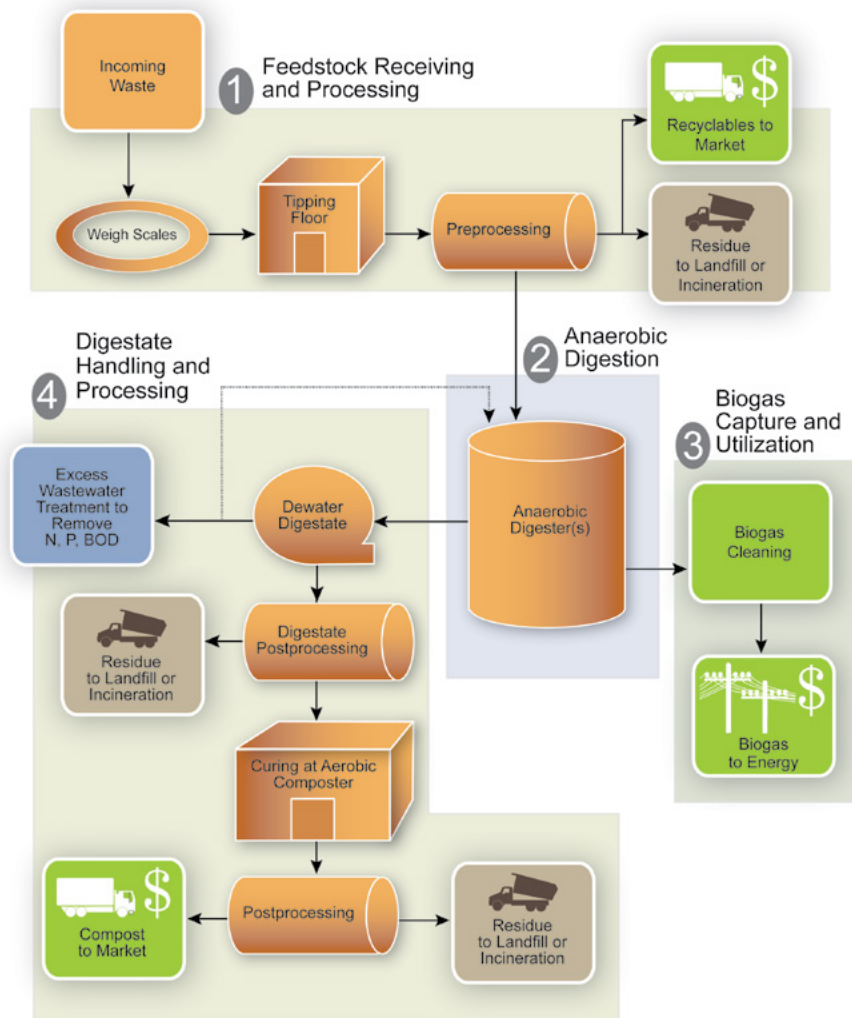 Incoming
Waste
1
Feedstock Receiving
and Processing
$
Recyclables to
Market
Weigh Scales
Tipping
Floor
Preprocessing
Residue
to Landfill or
Incineration
2
Anaerobic
Digestion
4
Digestate
Handling and
Processing
3
Biogas
Capture and
Utilization
Excess
Wastewater
Treatment to
Remove
N, P, BOD
Dewater
Digestate
Anaerobic
Digester(s)
Biogas
Cleaning
Residue
to Landfill or
Incineration
Digestate
Postprocessing
$
Biogas
to Energy
Curing at Aerobic
Composter
$
Compost
to Market
Postprocessing
Residue
to Landfill or
Incineration